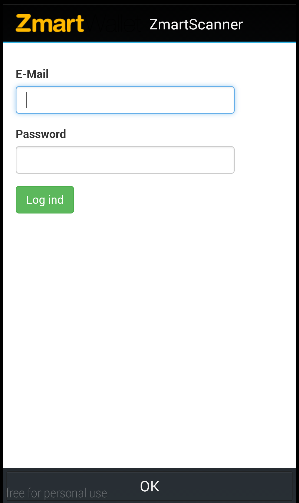 Zmart ZmartScanner
E-Mail
Password
Log ind
OK
free for personal use